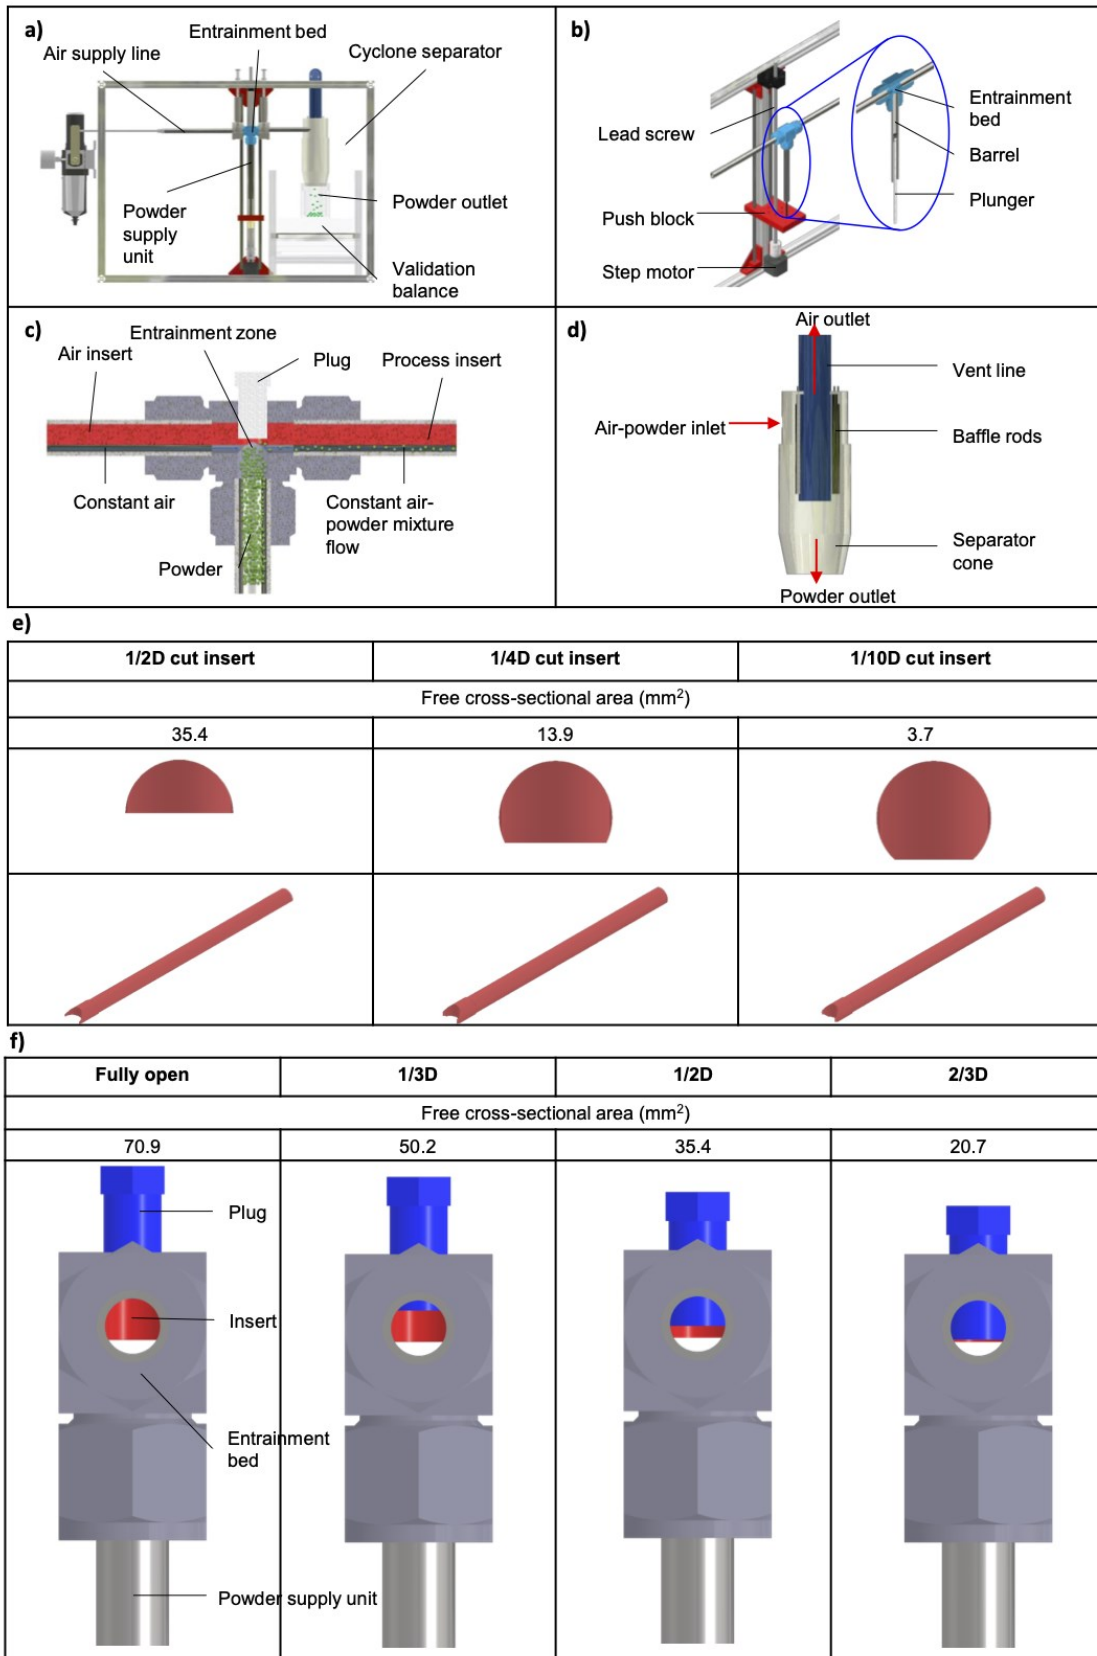 a)
Entrainment bed
Air supply line
Cyclone separator
Powder
supply
unit
Powder outlet
Validation
balance
b)
Lead screw
Entrainment
bed
Barrel
Plunger
Push block
Step motor
c)
Entrainment zone
Air insert
Plug
Process insert
Constant air
Constant air-
powder mixture
flow
Powder
d)
Air outlet
Vent line
Air-powder inlet
Baffle rods
Separator
cone
Powder outlet
e)
1/2D cut insert 1/4D cut insert 1/10D cut insert
Free cross-sectional area (mm²)
35.4 13.9 3.7
f)
Fully open 1/3D 1/2D 2/3D
Free cross-sectional area (mm²)
70.9 50.2 35.4 20.7
Plug
Insert
Entrainment
bed
Powder supply unit